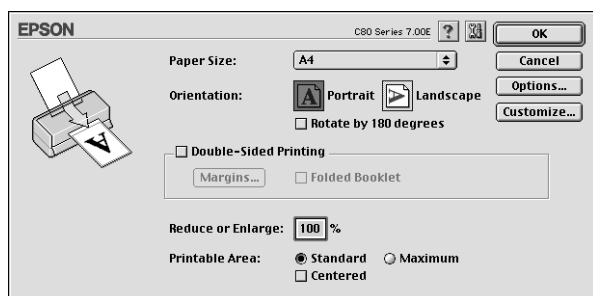 EPSON
C80 Series 7.00E ?
OK
Paper Size: A4
Cancel
Orientation: A Portrait A Landscape
Options...
Rotate by 180 degrees
Customize...
Double-Sided Printing
Margins... Folded Booklet
Reduce or Enlarge: 100 %
Printable Area: Standard Maximum
Centered
A